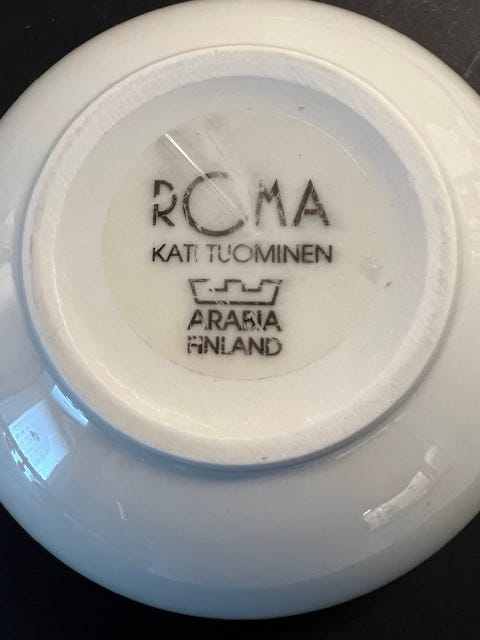 ROMA
KATI TUOMINEN
ARABIA
FINLAND